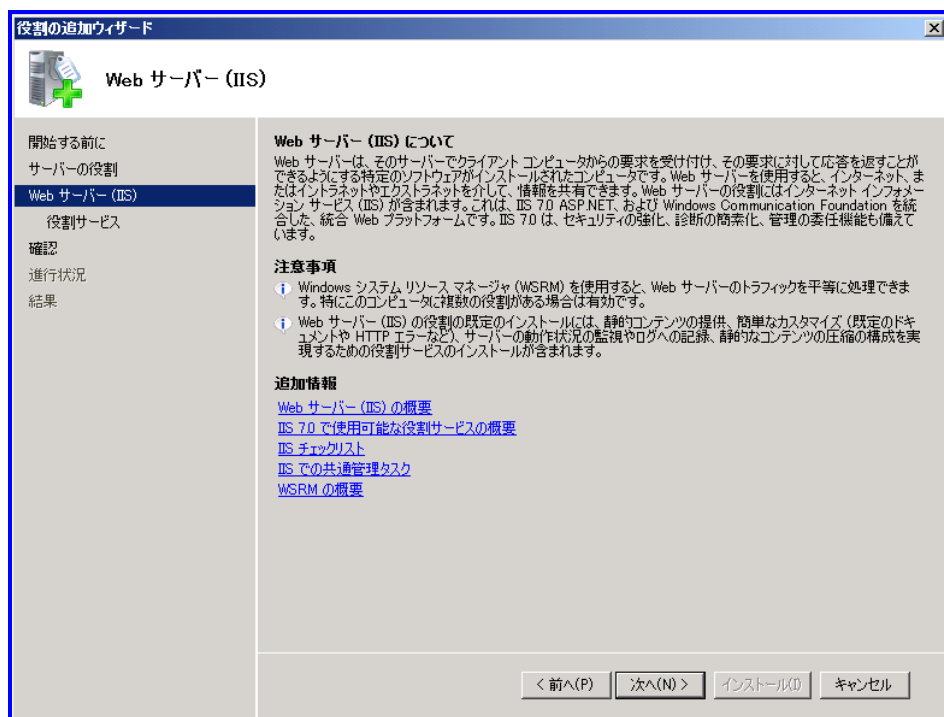 役割の追加ウィザード
Web サーバー (IIS)
開始する前に
サーバーの役割
Web サーバー (IIS)
役割サービス
確認
進行状況
結果
Web サーバー (IIS) について
Web サーバーは、そのサーバーでクライアント コンピュータからの要求を受け付け、その要求に対して応答を返すことが
できるようにする特定のソフトウェアがインストールされたコンピュータです。Web サーバーを使用すると、インターネット、ま
たはイントラネットやエクストラネットを介して、情報を共有できます。Web サーバーの役割にはインターネット インフォメー
ション サービス (IIS) が含まれます。これは、IIS 7.0 ASP.NET、および Windows Communication Foundation を統
合した、統合 Web プラットフォームです。IIS 7.0 は、セキュリティの強化、診断の簡素化、管理の委任機能も備えて
います。
注意事項
Windows システム リソース マネージャ (WSRM) を使用すると、Web サーバーのトラフィックを平等に処理できま
す。特にこのコンピュータに複数の役割がある場合は有効です。
Web サーバー (IIS) の役割の既定のインストールには、静的コンテンツの提供、簡単なカスタマイズ (既定のドキ
ュメントや HTTP エラーなど)、サーバーの動作状況の監視やログへの記録、静的なコンテンツの圧縮の構成を実
現するための役割サービスのインストールが含まれます。
追加情報
Web サーバー (IIS) の概要
IIS 7.0 で使用可能な役割サービスの概要
IIS チェックリスト
IIS での共通管理タスク
WSRM の概要
< 前へ(P)
次へ(N) >
インストール(I)
キャンセル